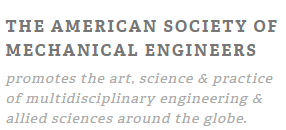 THE AMERICAN SOCIETY OF
MECHANICAL ENGINEERS
promotes the art, science & practice
of multidisciplinary engineering &
allied sciences around the globe.